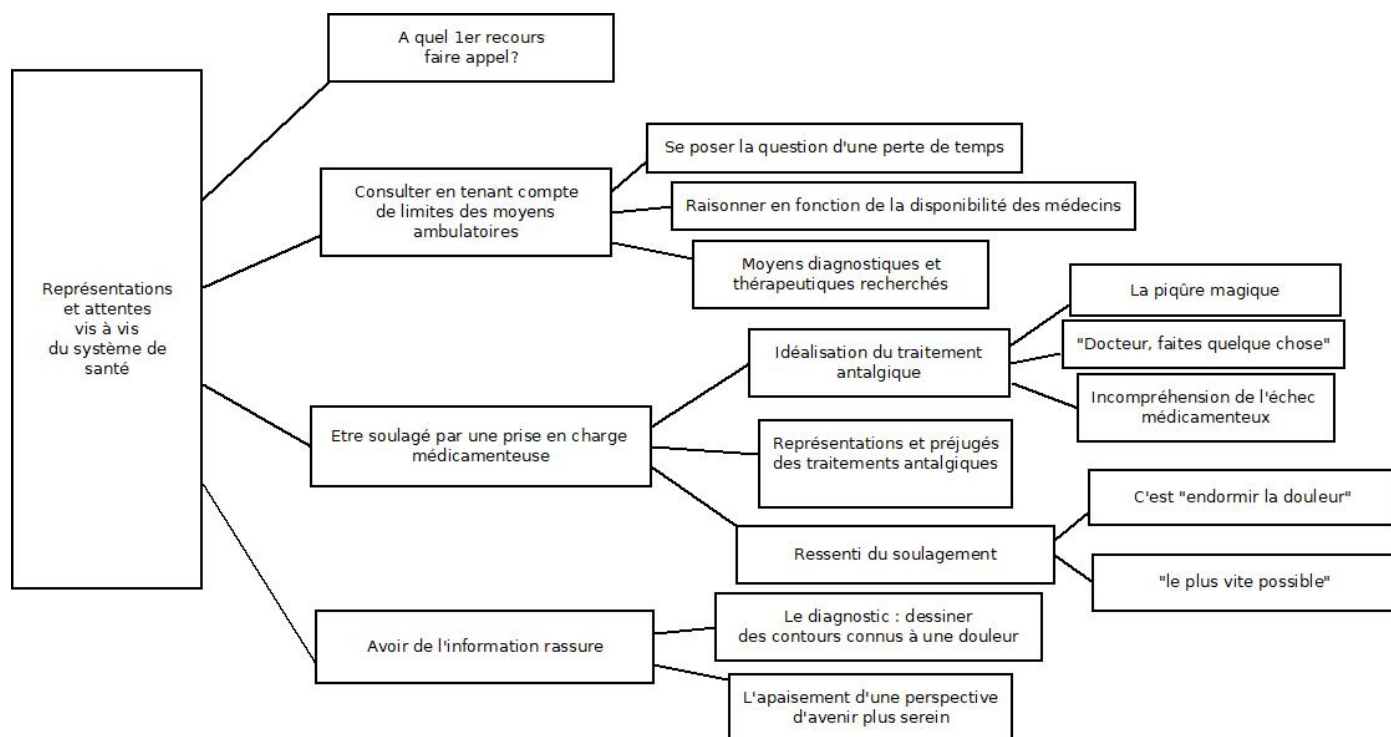 Représentations
et attentes
vis à vis
du système de
santé
A quel 1er recours
faire appel?
Consulter en tenant compte
de limites des moyens
ambulatoires
Se poser la question d'une perte de temps
Raisonner en fonction de la disponibilité des médecins
Moyens diagnostiques et
thérapeutiques recherchés
Etre soulagé par une prise en charge
médicamenteuse
Idéalisation du traitement
antalgique
La piqûre magique
"Docteur, faites quelque chose"
Incompréhension de l'échec
médicamenteux
Représentations et préjugés
des traitements antalgiques
Ressenti du soulagement
C'est "endormir la douleur"
"le plus vite possible"
Avoir de l'information rassure
Le diagnostic : dessiner
des contours connus à une douleur
L'apaisement d'une perspective
d'avenir plus serein